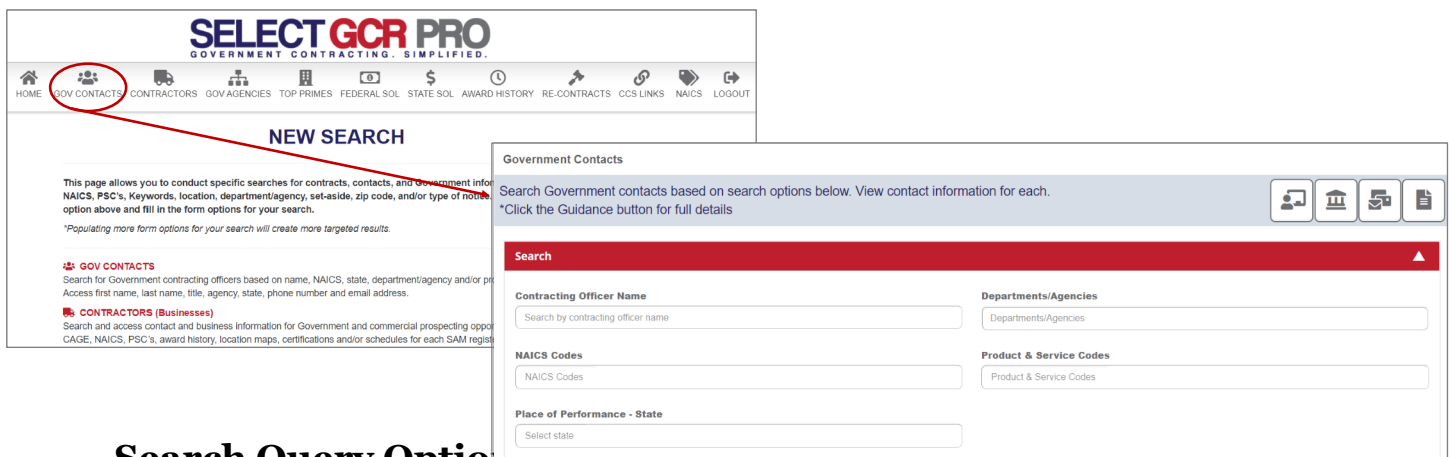 SELECT GCR PRO
GOVERNMENT CONTRACTING. SIMPLIFIED.
HOME GOV CONTACTS CONTRACTORS GOV AGENCIES TOP PRIMES FEDERAL SOL STATE SOL AWARD HISTORY RE-CONTRACTS CCS LINKS NAICS LOGOUT
NEW SEARCH
This page allows you to conduct specific searches for contracts, contacts, and Government
NAICS, PSC's, Keywords, location, department/agency, set-aside, zip code, and/or type of notice.
option above and fill in the form options for your search.
*Populating more form options for your search will create more targeted results.
GOV CONTACTS
Search for Government contracting officers based on name, NAICS, state, department/agency and/or
Access first name, last name, title, agency, state, phone number and email address.
CONTRACTORS (Businesses)
Search and access contact and business information for Government and commercial prospecting
CAGE, NAICS, PSC's, award history, location maps, certifications and/or schedules for each SAM
Government Contacts
Search Government contacts based on search options below. View contact information for each.
*Click the Guidance button for full details
Search
Contracting Officer Name
Search by contracting officer name
Departments/Agencies
Departments/Agencies
NAICS Codes
NAICS Codes
Product & Service Codes
Product & Service Codes
Place of Performance - State
Select state
Search Query